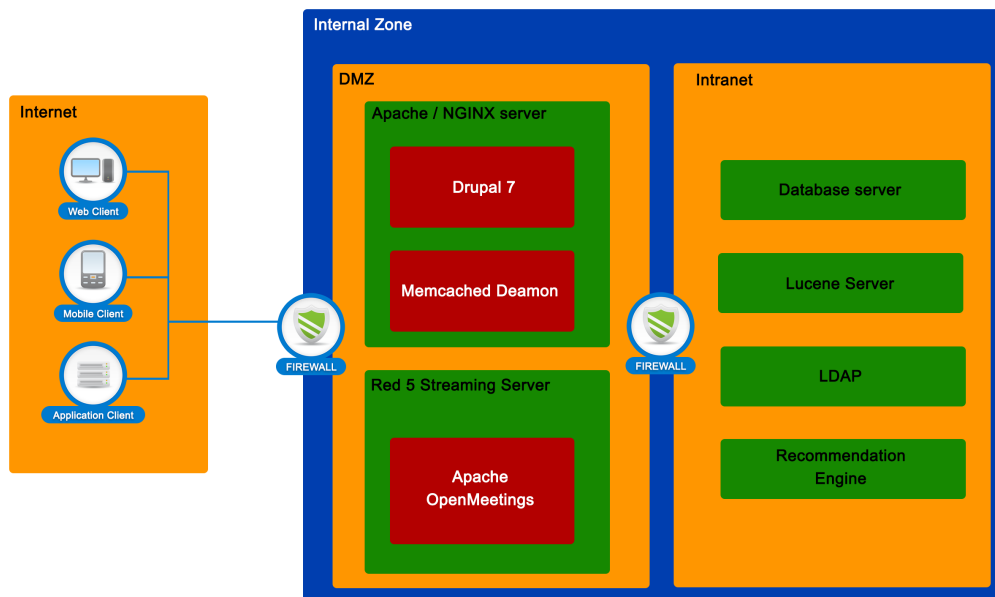 Internal Zone
Internet
Web Client
Mobile Client
Application Client
FIREWALL
DMZ
Apache / NGINX server
Drupal 7
Memcached Deamon
Red 5 Streaming Server
Apache
OpenMeetings
FIREWALL
Intranet
Database server
Lucene Server
LDAP
Recommendation
Engine